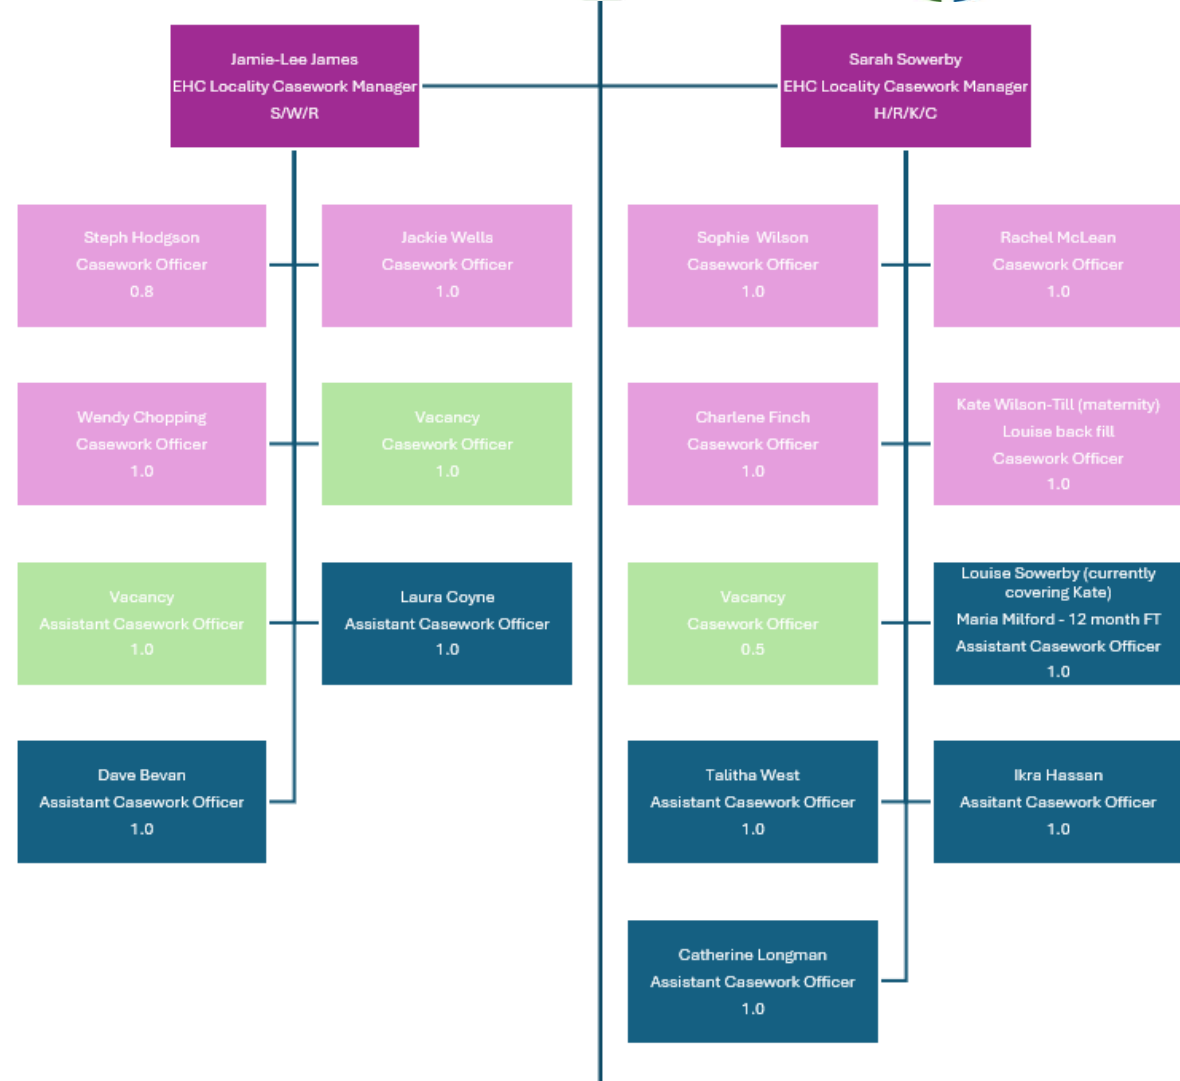 Jamie-Lee James
EHC Locality Casework Manager
S/W/R
Sarah Sowerby
EHC Locality Casework Manager
H/R/K/C
Steph Hodgson
Casework Officer
0.8
Jackie Wells
Casework Officer
1.0
Sophie Wilson
Casework Officer
1.0
Rachel McLean
Casework Officer
1.0
Wendy Chopping
Casework Officer
1.0
Vacancy
Casework Officer
1.0
Charlene Finch
Casework Officer
1.0
Kate Wilson-Till (maternity)
Louise back fill
Casework Officer
1.0
Vacancy
Assistant Casework Officer
1.0
Laura Coyne
Assistant Casework Officer
1.0
Vacancy
Casework Officer
0.5
Louise Sowerby (currently
covering Kate)
Maria Milford - 12 month FT
Assistant Casework Officer
1.0
Dave Bevan
Assistant Casework Officer
1.0
Talitha West
Assistant Casework Officer
1.0
Ikra Hassan
Assitant Casework Officer
1.0
Catherine Longman
Assistant Casework Officer
1.0